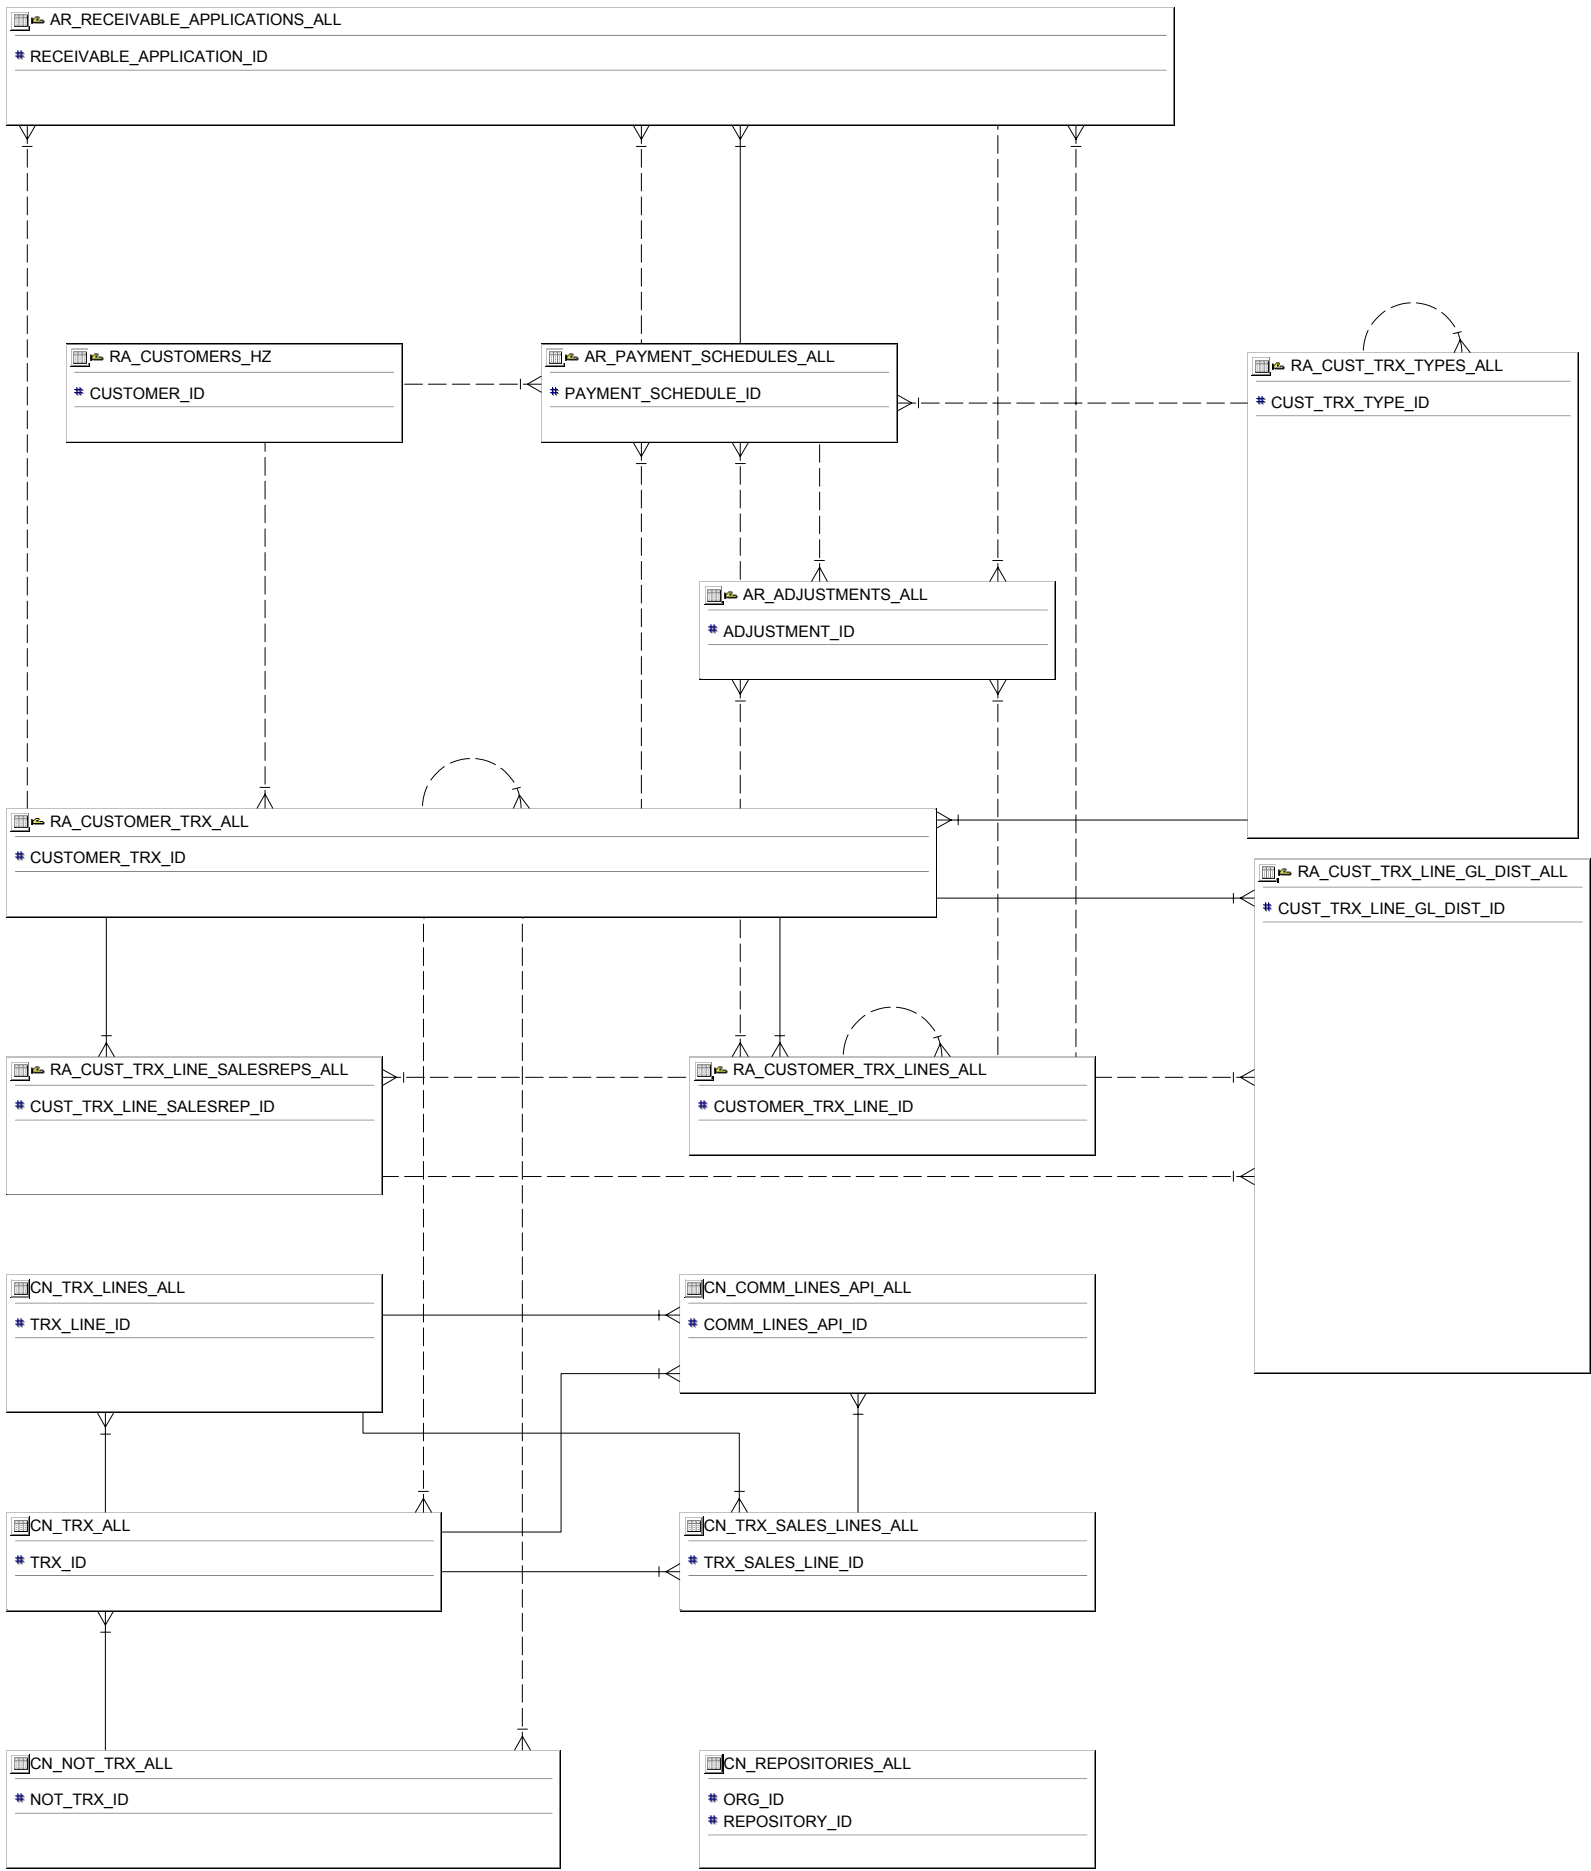 AR_RECEIVABLE_APPLICATIONS_ALL
# RECEIVABLE_APPLICATION_ID
RA_CUSTOMERS_HZ
# CUSTOMER_ID
AR_PAYMENT_SCHEDULES_ALL
# PAYMENT_SCHEDULE_ID
RA_CUST_TRX_TYPES_ALL
# CUST_TRX_TYPE_ID
AR_ADJUSTMENTS_ALL
# ADJUSTMENT_ID
RA_CUSTOMER_TRX_ALL
# CUSTOMER_TRX_ID
RA_CUST_TRX_LINE_GL_DIST_ALL
# CUST_TRX_LINE_GL_DIST_ID
RA_CUST_TRX_LINE_SALESREPS_ALL
# CUST_TRX_LINE_SALESREP_ID
RA_CUSTOMER_TRX_LINES_ALL
# CUSTOMER_TRX_LINE_ID
CN_TRX_LINES_ALL
# TRX_LINE_ID
CN_COMM_LINES_API_ALL
# COMM_LINES_API_ID
CN_TRX_ALL
# TRX_ID
CN_TRX_SALES_LINES_ALL
# TRX_SALES_LINE_ID
CN_NOT_TRX_ALL
# NOT_TRX_ID
CN_REPOSITORIES_ALL
# ORG_ID
# REPOSITORY_ID